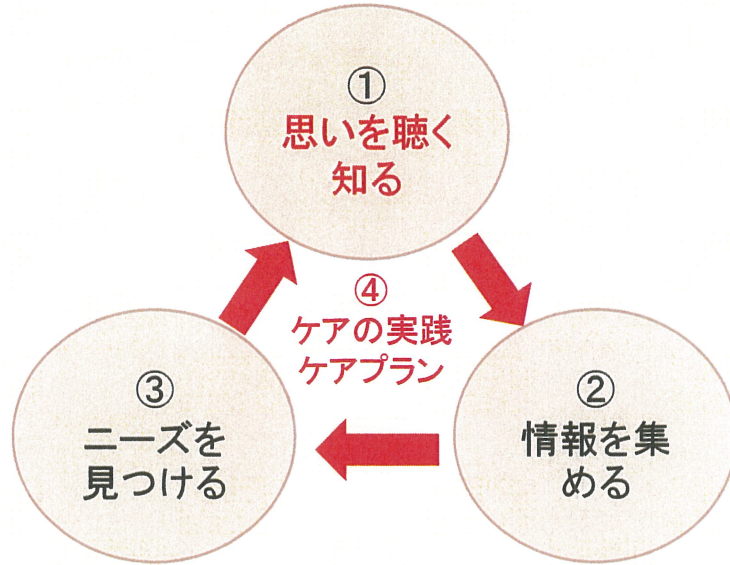 ①
思いを聴く
知る
④
ケアの実践
ケアプラン
③
ニーズを
見つける
②
情報を集
める